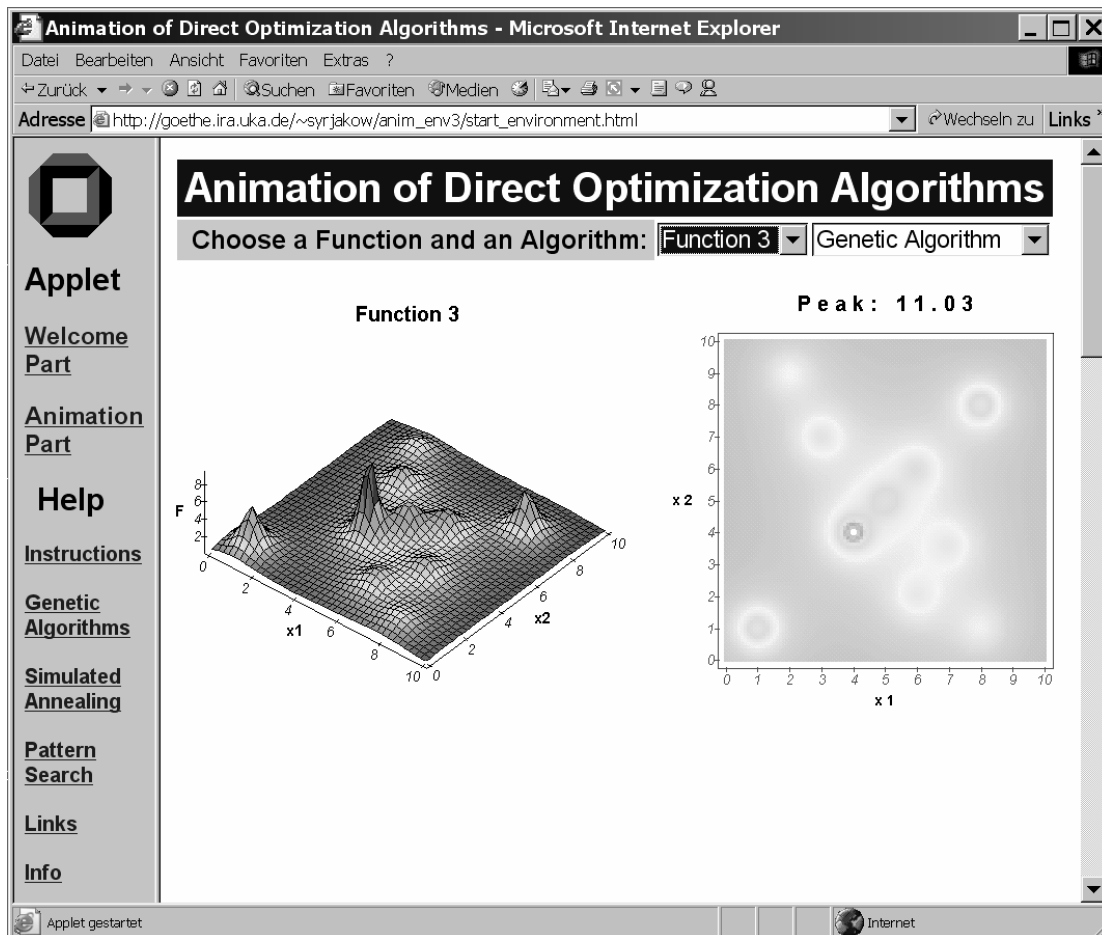 Animation of Direct Optimization Algorithms - Microsoft Internet Explorer
Datei Bearbeiten Ansicht Favoriten Extras ?
Zurück Suchen Favoriten Medien
Adresse http://goethe.ira.uka.de/~syrjakow/anim_env3/start_environment.html Wechseln zu Links
Animation of Direct Optimization Algorithms
Choose a Function and an Algorithm: Function 3 Genetic Algorithm
Applet
Welcome
Part
Animation
Part
Help
Instructions
Genetic
Algorithms
Simulated
Annealing
Pattern
Search
Links
Info
Function 3
8
6
F
4
2
0
2
4
x1
6
8
10
0
2
4
x2
6
8
10
Peak: 11.03
10
9
8
7
6
x 2
5
4
3
2
1
0
0 1 2 3 4 5 6 7 8 9 10
x 1
Applet gestartet Internet